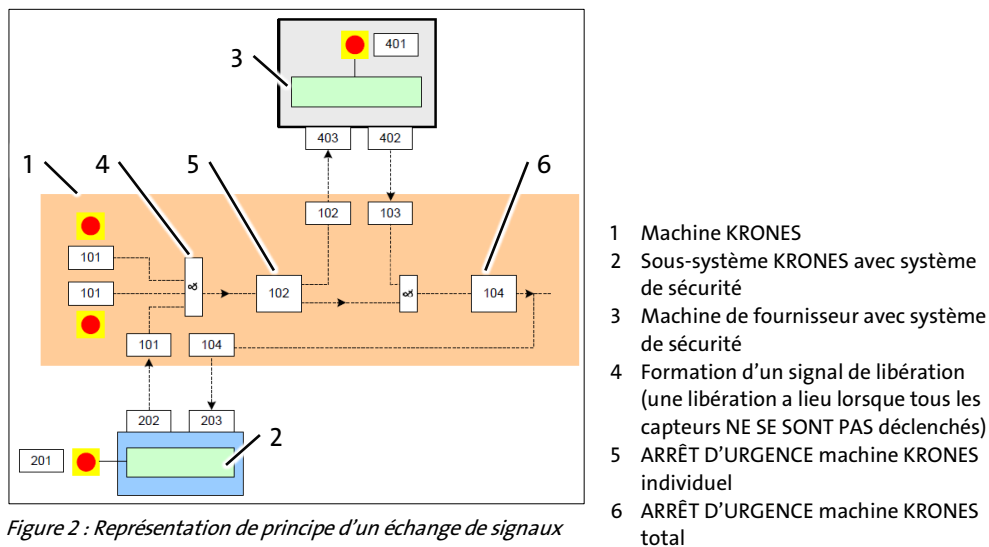 401
3
403
402
1
4
5
6
102
103
101
&
101
102
&
104
101
104
202
203
2
201
Figure 2 : Représentation de principe d’un échange de signaux
1 Machine KRONES
2 Sous-système KRONES avec système
de sécurité
3 Machine de fournisseur avec système
de sécurité
4 Formation d’un signal de libération
(une libération a lieu lorsque tous les
capteurs NE SE SONT PAS déclenchés)
5 ARRÊT D’URGENCE machine KRONES
individuel
6 ARRÊT D’URGENCE machine KRONES
total